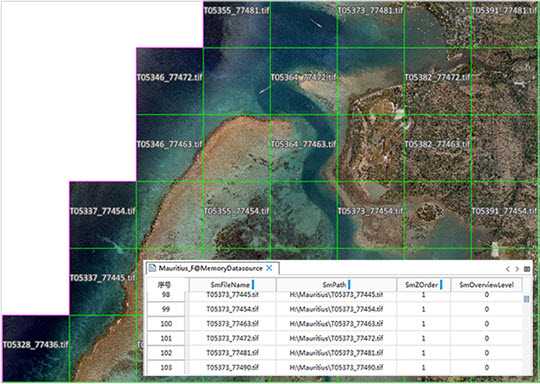 T05355_77481.tif
T05373_77481.tif
T05391_77481.tif
T05346_77472.tif
T05364_77472.tif
T05382_77472.tif
T05346_77463.tif
T05364_77463.tif
T05382_77463.tif
T05337_77454.tif
T05355_77454.tif
T05373_77454.tif
T05391_77454.tif
T05337_77445.tif
T05328_77436.tif
Mauritius_F@MemoryDatasource
序号 SmFileName SmPath SmZOrder SmOverviewLevel
98 T05373_77445.tif H:\Mauritius\T05373_77445.tif 1 0
99 T05373_77454.tif H:\Mauritius\T05373_77454.tif 1 0
100 T05373_77463.tif H:\Mauritius\T05373_77463.tif 1 0
101 T05373_77472.tif H:\Mauritius\T05373_77472.tif 1 0
102 T05373_77481.tif H:\Mauritius\T05373_77481.tif 1 0
103 T05373_77490.tif H:\Mauritius\T05373_77490.tif 1 0